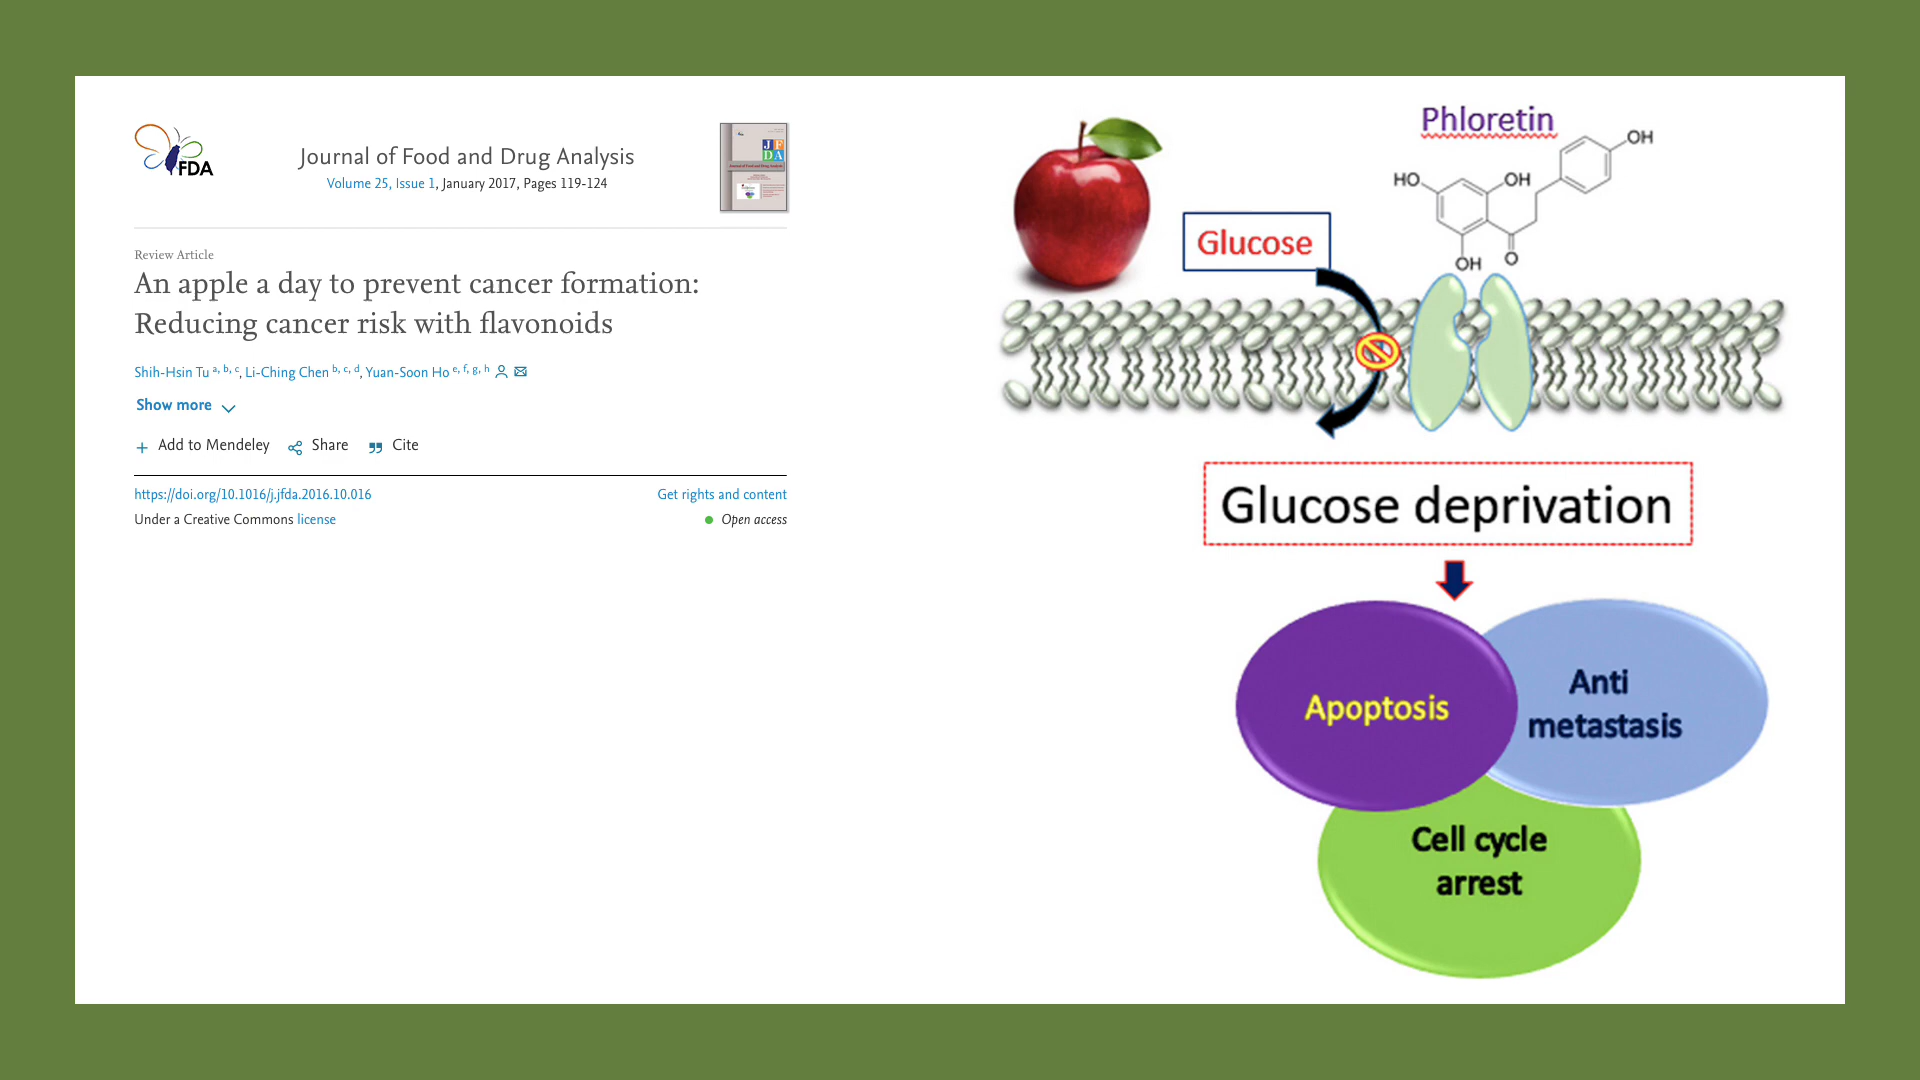 FDA
Journal of Food and Drug Analysis
Volume 25, Issue 1, January 2017, Pages 119-124
JF
DA
Review Article
An apple a day to prevent cancer formation:
Reducing cancer risk with flavonoids
Shih-Hsin Tu a, b, c, Li-Ching Chen b, c, d, Yuan-Soon Ho e, f, g, h
Show more
Add to Mendeley Share Cite
https://doi.org/10.1016/j.jfda.2016.10.016 Get rights and content
Under a Creative Commons license Open access
Phloretin
OH
HO
OH
OH
O
Glucose
Glucose deprivation
Apoptosis
Anti
metastasis
Cell cycle
arrest